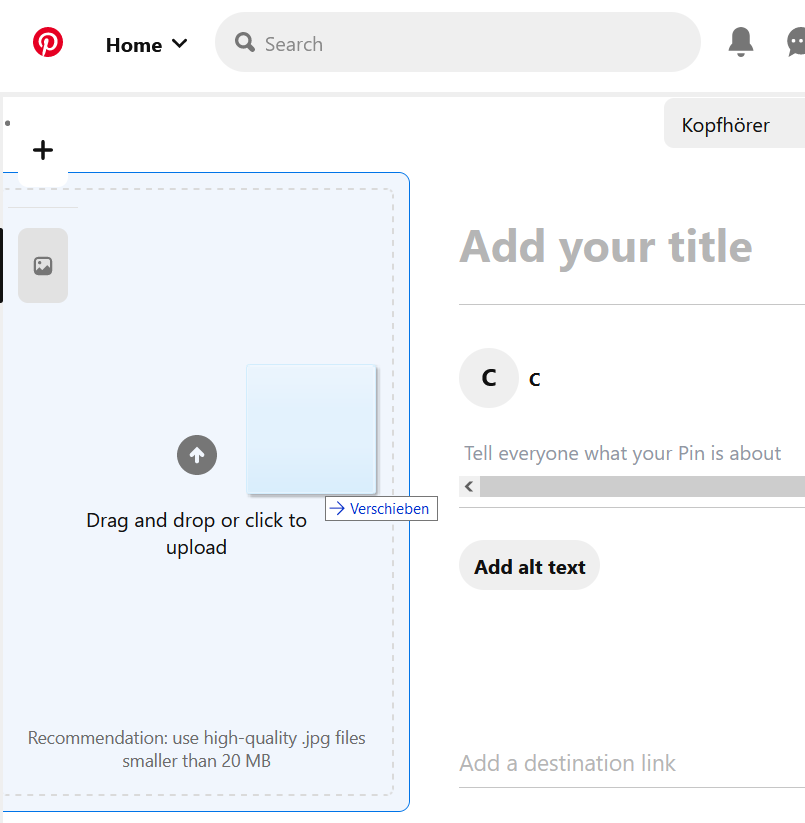 Home
Search
Kopfhörer
Add your title
C
C
Tell everyone what your Pin is about
Verschieben
Drag and drop or click to
upload
Add alt text
Recommendation: use high-quality .jpg files
smaller than 20 MB
Add a destination link